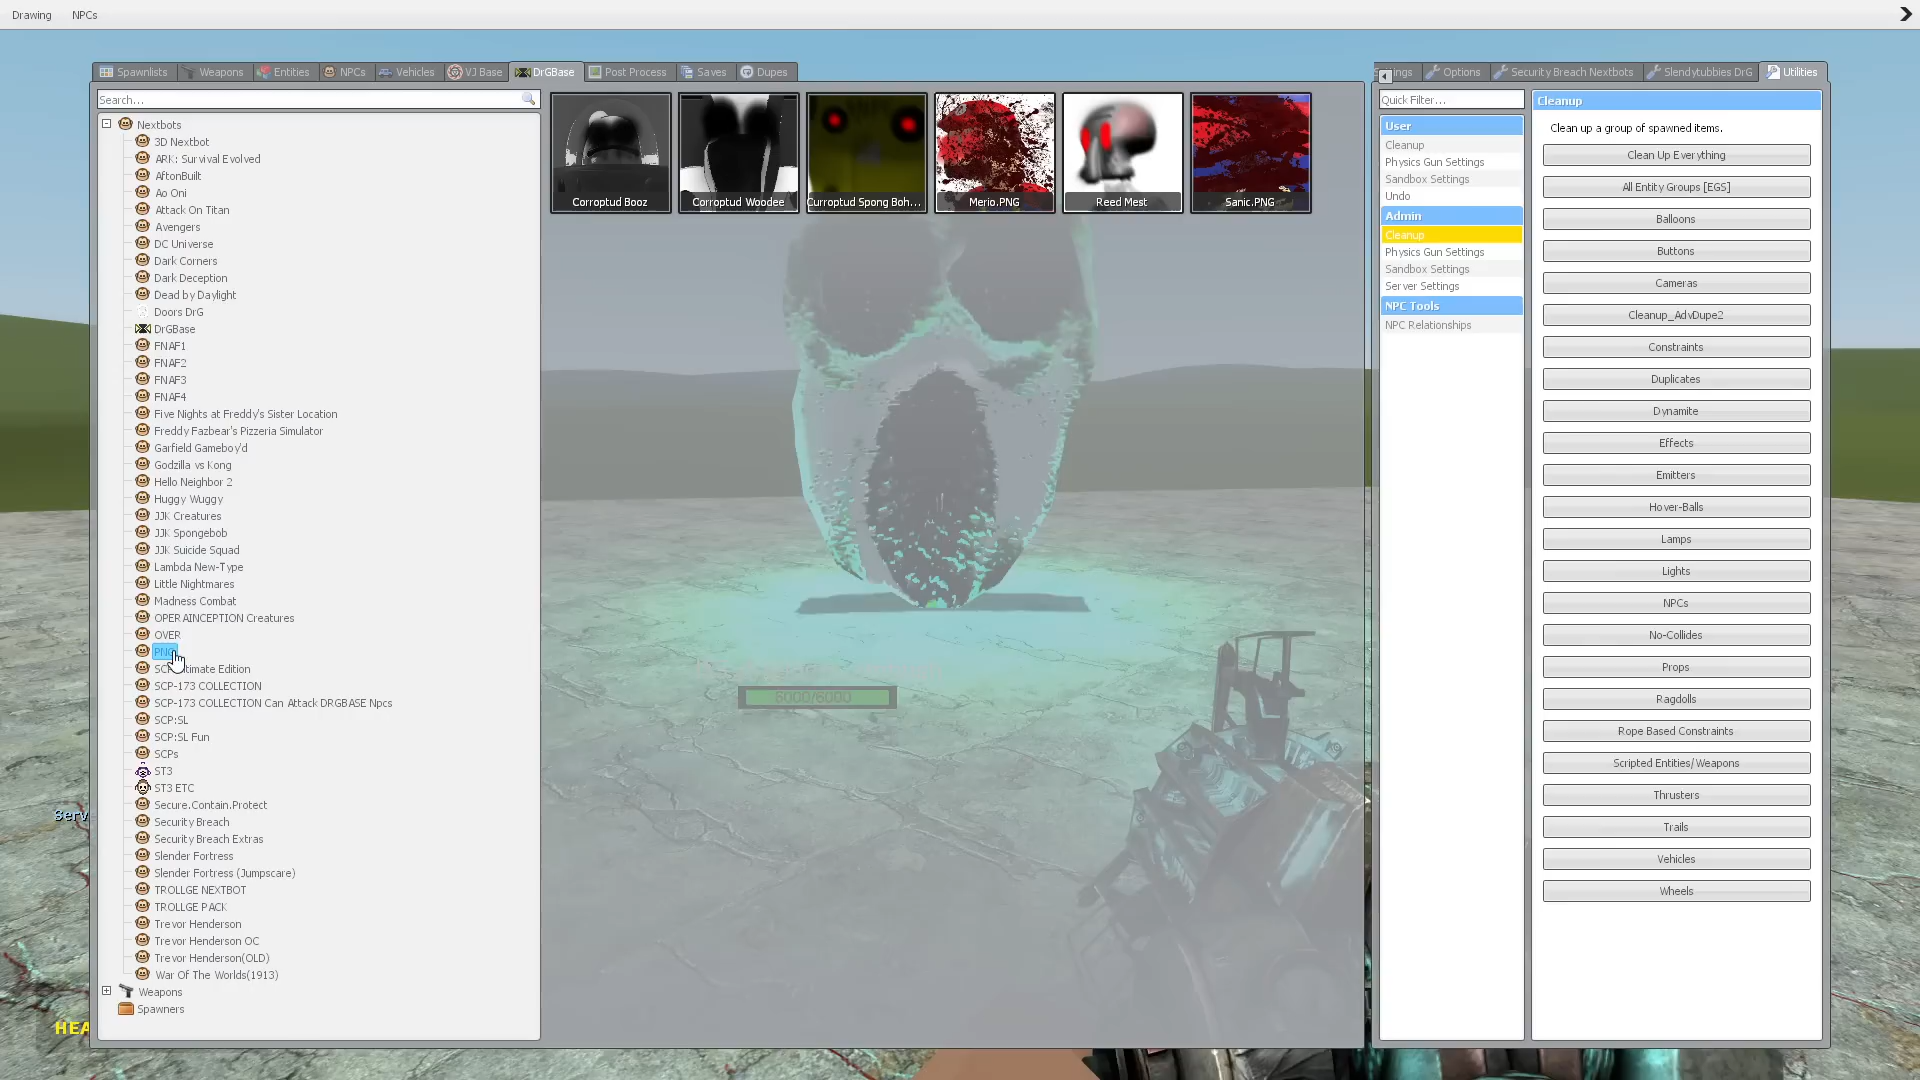 Drawing NPCs
Spawnlists Weapons Entities NPCs Vehicles VJ Base DrGBase Post Process Saves Dupes
Options Security Breach Nextbots Slendytubbies DrG Utilities
Search...
Nextbots
3D Nextbot
ARK: Survival Evolved
AftonBuilt
Ao Oni
Attack On Titan
Avengers
DC Universe
Dark Corners
Dark Deception
Dead by Daylight
Doors DrG
DrGBase
FNAF1
FNAF2
FNAF3
FNAF4
Five Nights at Freddy's Sister Location
Freddy Fazbear's Pizzeria Simulator
Garfield Gameboy'd
Godzilla vs Kong
Hello Neighbor 2
Huggy Wuggy
JJK Creatures
JJK Spongebob
JJK Suicide Squad
Lambda New-Type
Little Nightmares
Madness Combat
OPERAINCEPTION Creatures
OVER
PNG
SCP-173 COLLECTION
SCP-173 COLLECTION Can Attack DRGBASE Npcs
SCP:SL
SCP:SL Fun
SCPs
ST3
ST3 ETC
Secure.Contain.Protect
Security Breach
Security Breach Extras
Slender Fortress
Slender Fortress (Jumpscare)
TROLLGE NEXTBOT
TROLLGE PACK
Trevor Henderson
Trevor Henderson OC
Trevor Henderson(OLD)
War Of The Worlds(1913)
Weapons
Spawners
Corroptud Booz
Corroptud Woodee
Curroptud Spong Boh...
Merio.PNG
Reed Mest
Sanic.PNG
6000/6000
Serv
HEA
Quick Filter...
User
Cleanup
Physics Gun Settings
Sandbox Settings
Undo
Admin
Cleanup
Physics Gun Settings
Sandbox Settings
Server Settings
NPC Tools
NPC Relationships
Cleanup
Clean up a group of spawned items.
Clean Up Everything
All Entity Groups [EGS]
Balloons
Buttons
Cameras
Cleanup_AdvDupe2
Constraints
Duplicates
Dynamite
Effects
Emitters
Hover-Balls
Lamps
Lights
NPCs
No-Collides
Props
Ragdolls
Rope Based Constraints
Scripted Entities/Weapons
Thrusters
Trails
Vehicles
Wheels